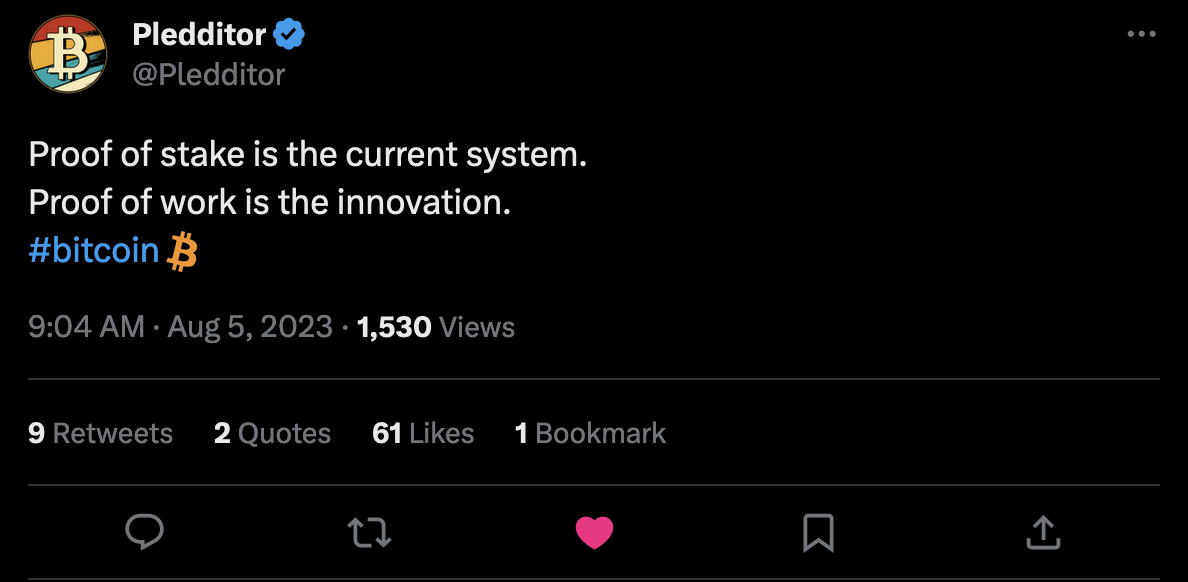 Pledditor
@Pledditor
Proof of stake is the current system.
Proof of work is the innovation.
#bitcoin
9:04 AM · Aug 5, 2023 · 1,530 Views
9 Retweets 2 Quotes 61 Likes 1 Bookmark